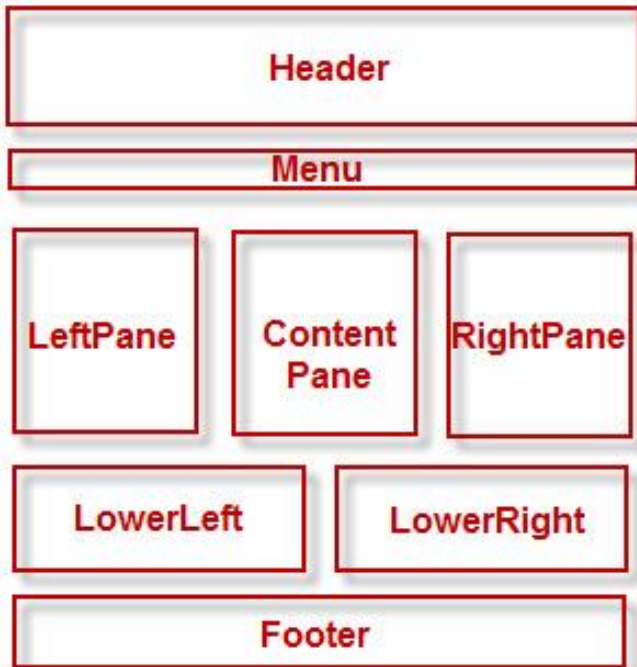 Header
Menu
LeftPane
Content
Pane
RightPane
LowerLeft
LowerRight
Footer